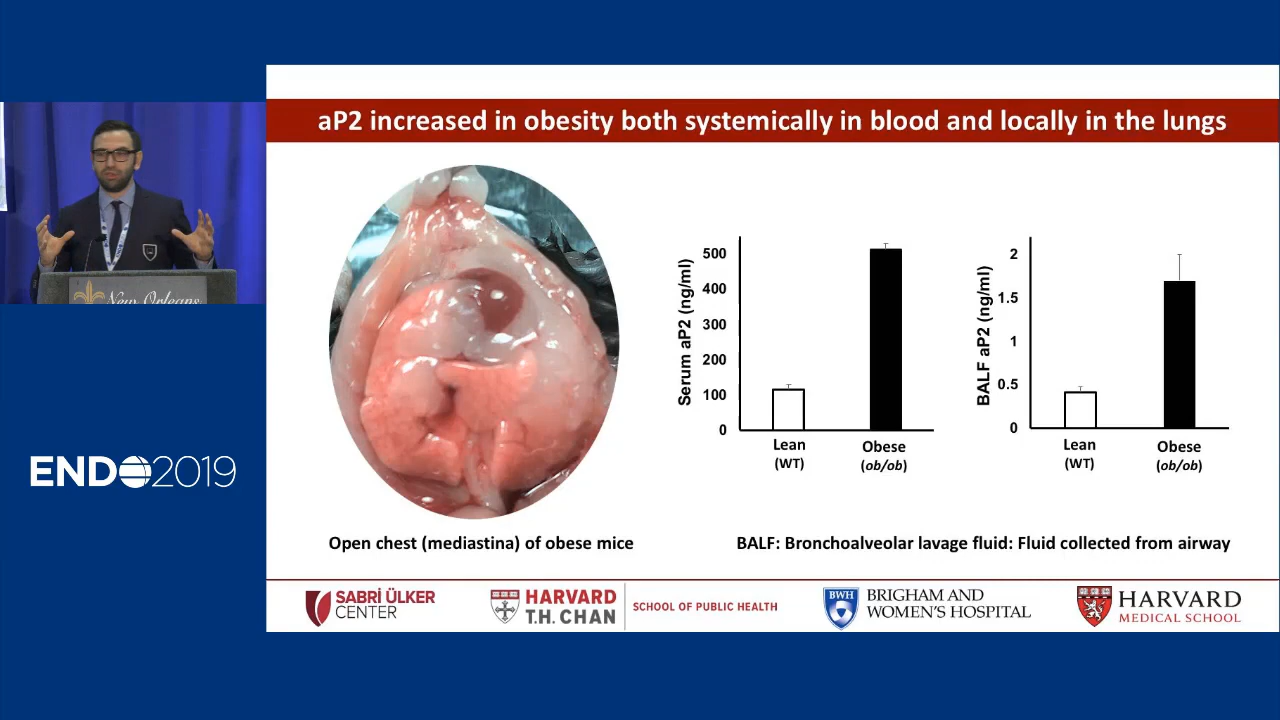 aP2 increased in obesity both systemically in blood and locally in the lungs
New Orleans
END 2019
Serum aP2 (ng/ml)
500
400
300
200
100
0
Lean
(WT)
Obese
(ob/ob)
BALF aP2 (ng/ml)
2
1.5
1
0.5
0
Lean
(WT)
Obese
(ob/ob)
Open chest (mediastina) of obese mice
BALF: Bronchoalveolar lavage fluid: Fluid collected from airway
SABRİ ÜLKER
CENTER
HARVARD
T.H. CHAN
SCHOOL OF PUBLIC HEALTH
BWH
BRIGHAM AND
WOMEN'S HOSPITAL
HARVARD
MEDICAL SCHOOL